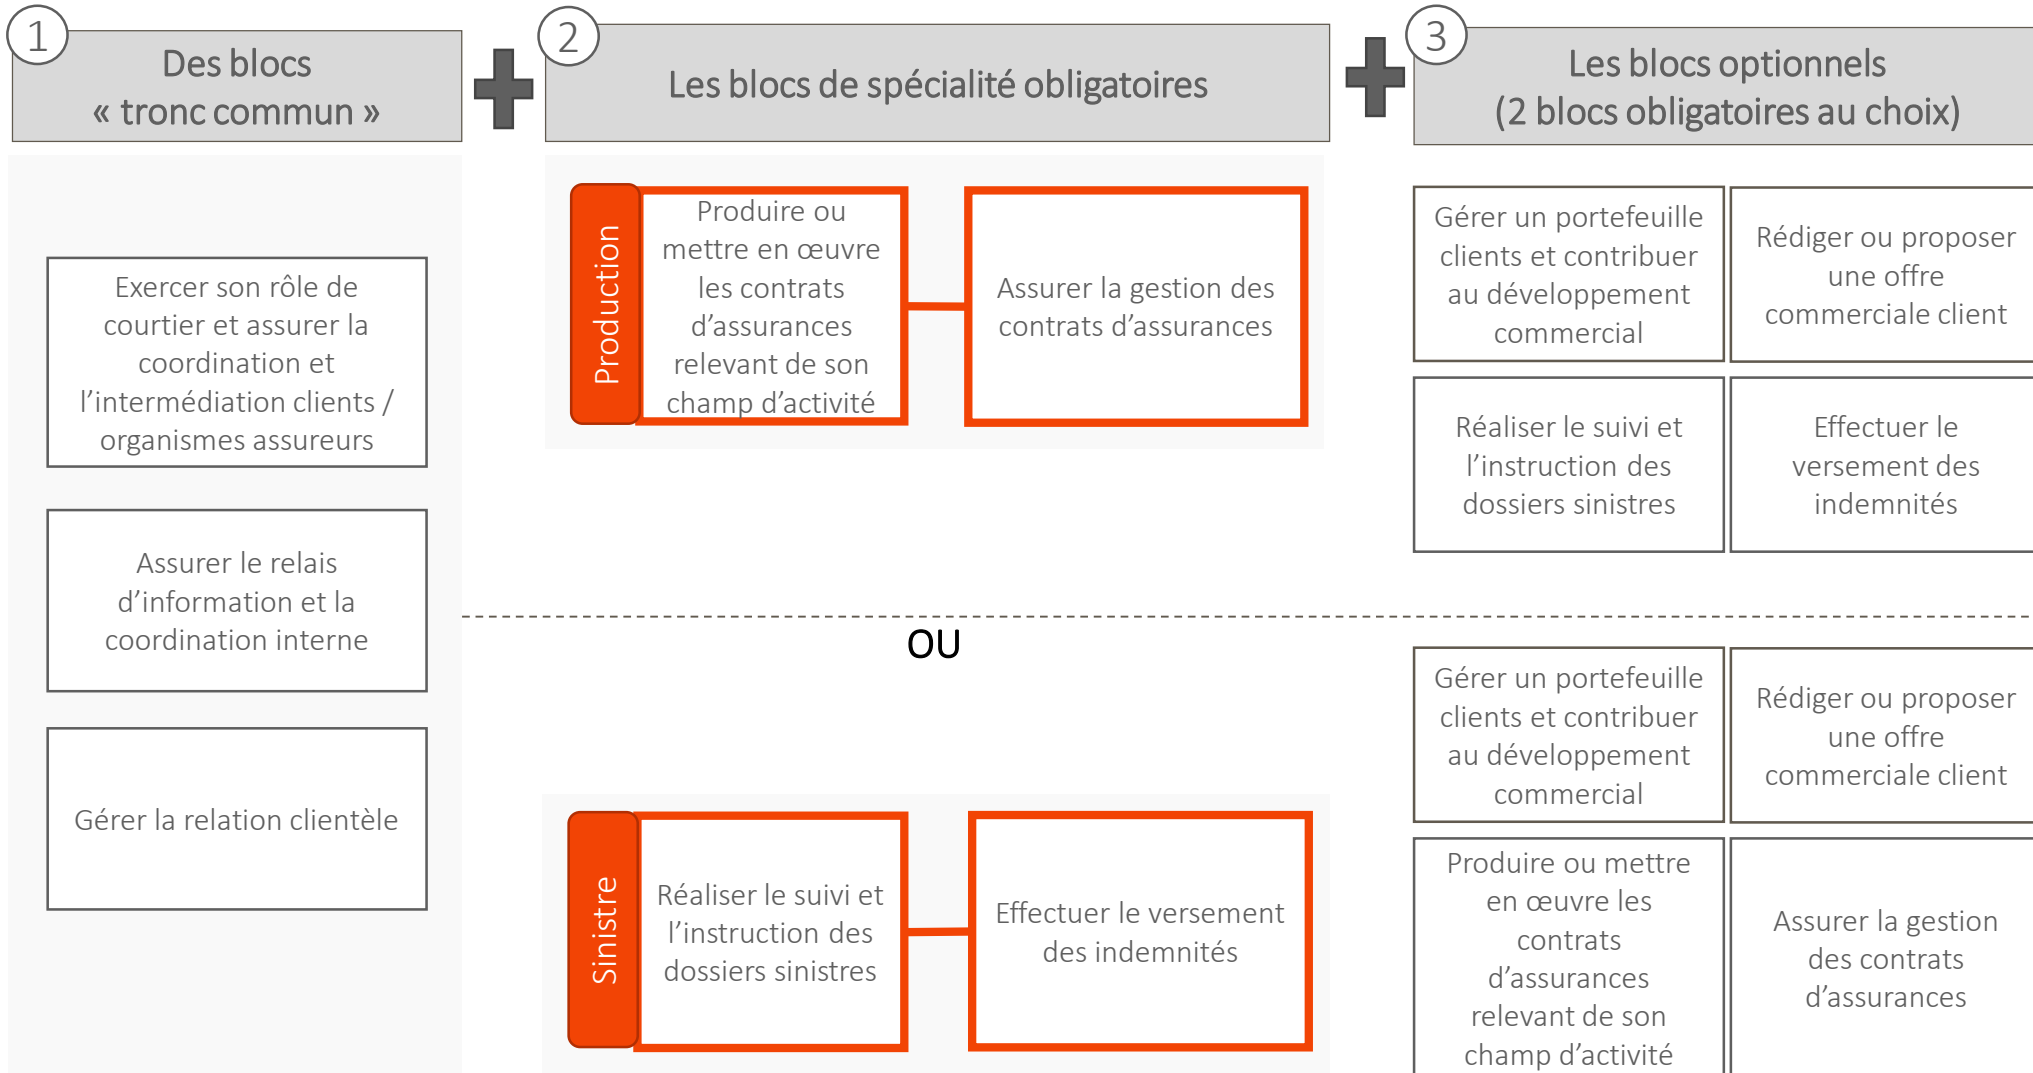 1
Des blocs
« tronc commun »
2
Les blocs de spécialité obligatoires
3
Les blocs optionnels
(2 blocs obligatoires au choix)
Exercer son rôle de
courtier et assurer la
coordination et
l’intermédiation clients /
organismes assureurs
Assurer le relais
d’information et la
coordination interne
Gérer la relation clientèle
Production
Produire ou
mettre en œuvre
les contrats
d’assurances
relevant de son
champ d’activité
Assurer la gestion des
contrats d’assurances
Gérer un portefeuille
clients et contribuer
au développement
commercial
Rédiger ou proposer
une offre
commerciale client
Réaliser le suivi et
l’instruction des
dossiers sinistres
Effectuer le
versement des
indemnités
OU
Sinistre
Réaliser le suivi et
l’instruction des
dossiers sinistres
Effectuer le versement
des indemnités
Gérer un portefeuille
clients et contribuer
au développement
commercial
Rédiger ou proposer
une offre
commerciale client
Produire ou mettre
en œuvre les
contrats
d’assurances
relevant de son
champ d’activité
Assurer la gestion
des contrats
d’assurances